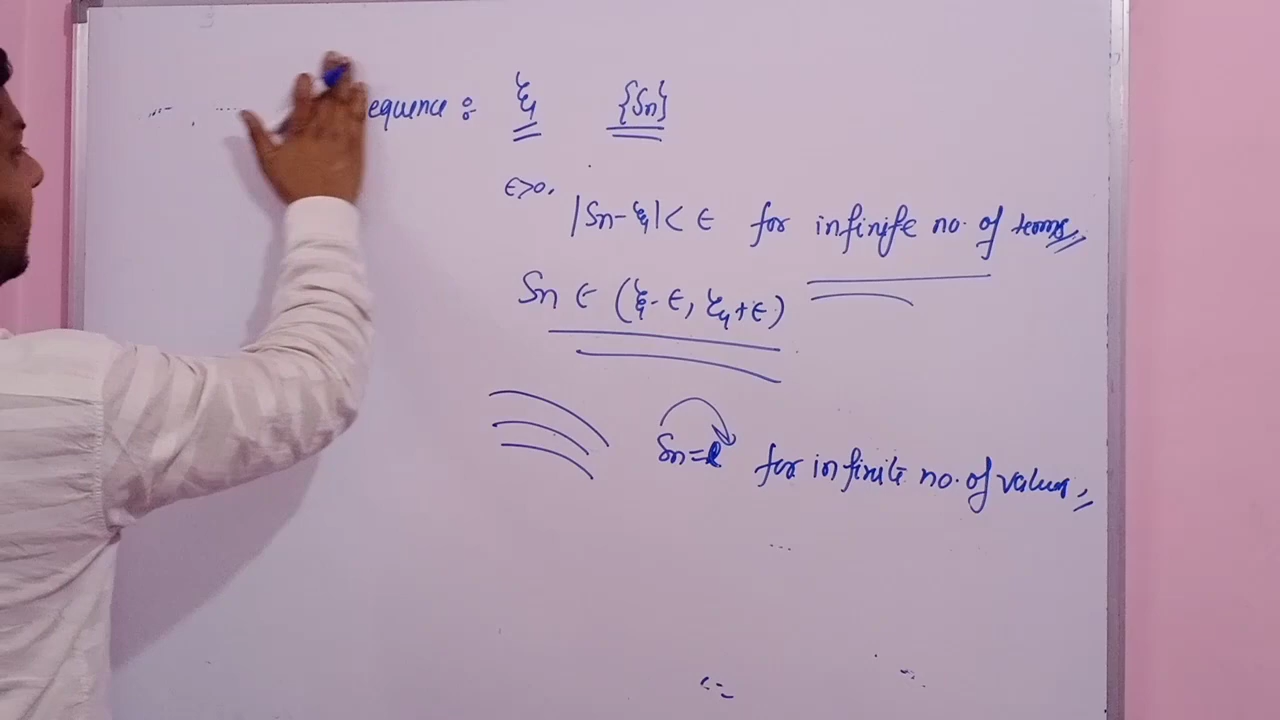 equence : ξ {Sn}
ϵ>0,
|Sn-ξ|< ϵ for infinite no. of terms
Sn ∈ (ξ-ϵ, ξ+ϵ)
Sn=l for infinite no. of values